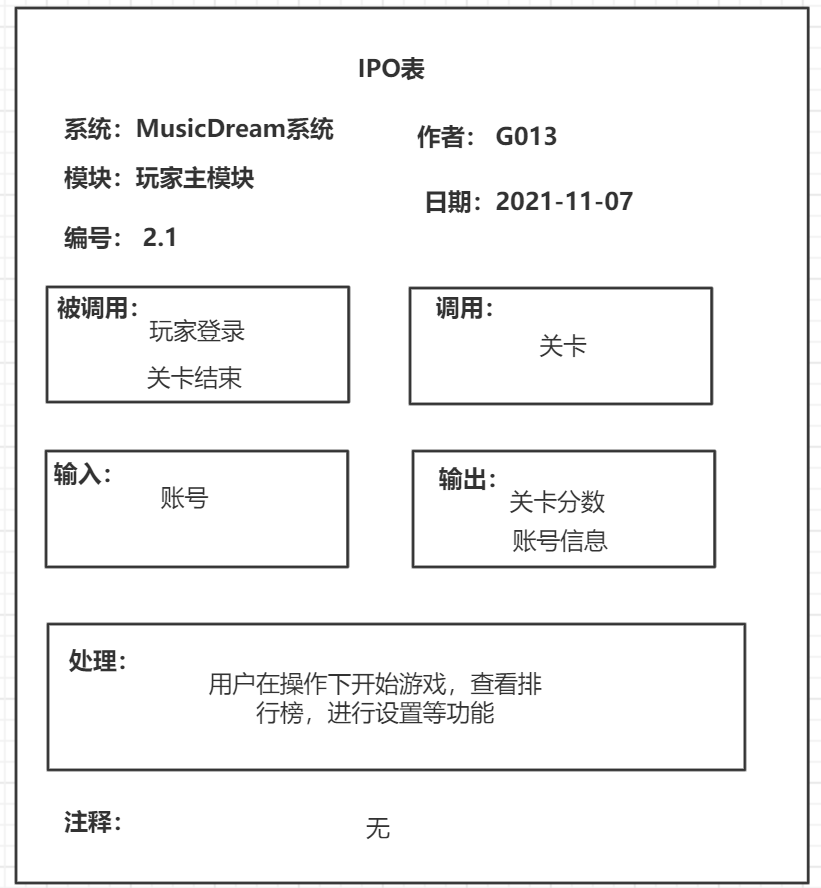 IPO表
系统：MusicDream系统
作者： G013
模块：玩家主模块
日期：2021-11-07
编号： 2.1
被调用：
玩家登录
关卡结束
调用：
关卡
输入：
账号
输出：
关卡分数
账号信息
处理：
用户在操作下开始游戏，查看排
行榜，进行设置等功能
注释：
无